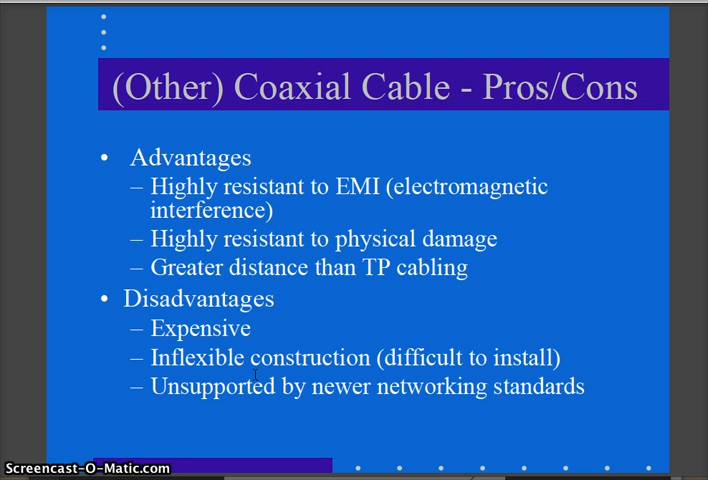 (Other) Coaxial Cable - Pros/Cons
• Advantages
– Highly resistant to EMI (electromagnetic
interference)
– Highly resistant to physical damage
– Greater distance than TP cabling
• Disadvantages
– Expensive
– Inflexible construction (difficult to install)
– Unsupported by newer networking standards
Screencast-O-Matic.com